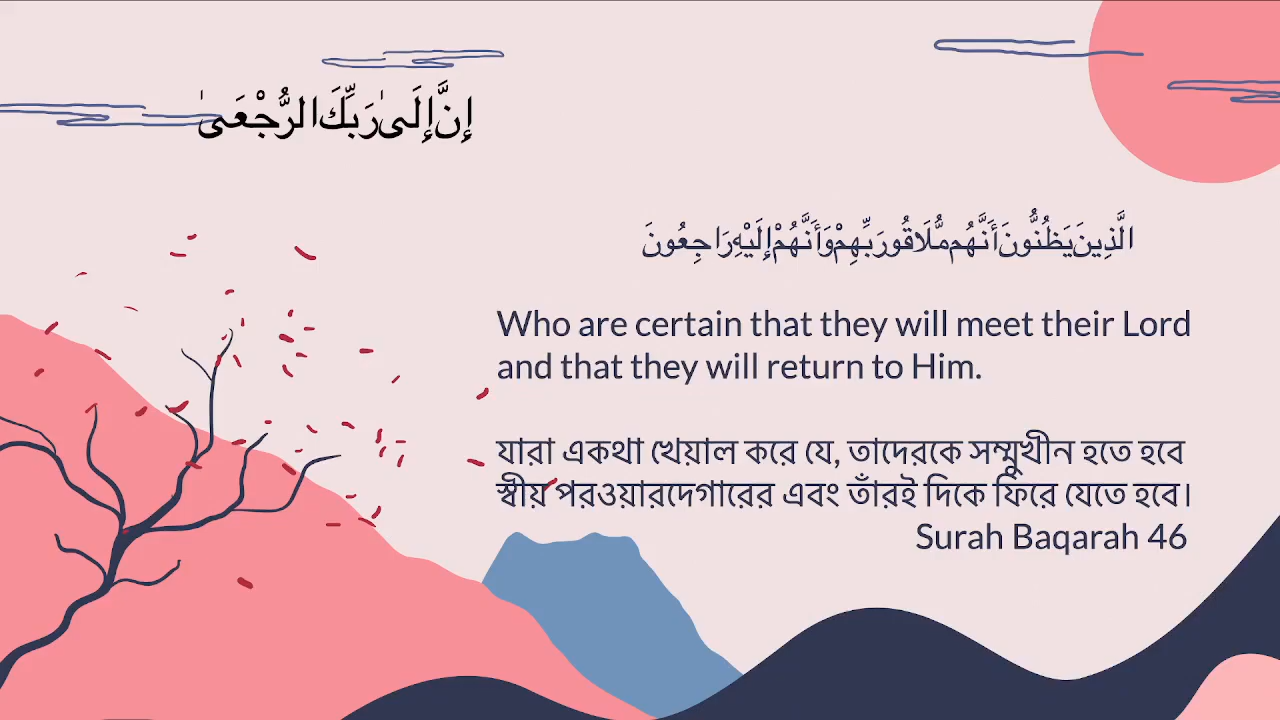 إِنَّ إِلَىٰ رَبِّكَ الرُّجْعَىٰ
الَّذِينَ يَظُنُّونَ أَنَّهُم مُّلَاقُو رَبِّهِمْ وَأَنَّهُمْ إِلَيْهِ رَاجِعُونَ
Who are certain that they will meet their Lord
and that they will return to Him.
যারা একথা খেয়াল করে যে, তাদেরকে সম্মুখীন হতে হবে
স্বীয় পরওয়ারদেগারের এবং তাঁরই দিকে ফিরে যেতে হবে।
Surah Baqarah 46